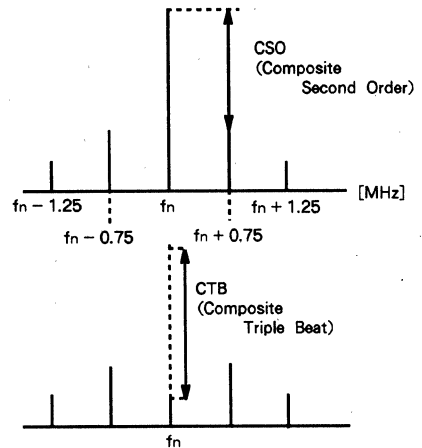 CSO
(Composite
Second Order)
[MHz]
fn – 1.25
fn
fn + 1.25
fn – 0.75
fn + 0.75
CTB
(Composite
Triple Beat)
fn